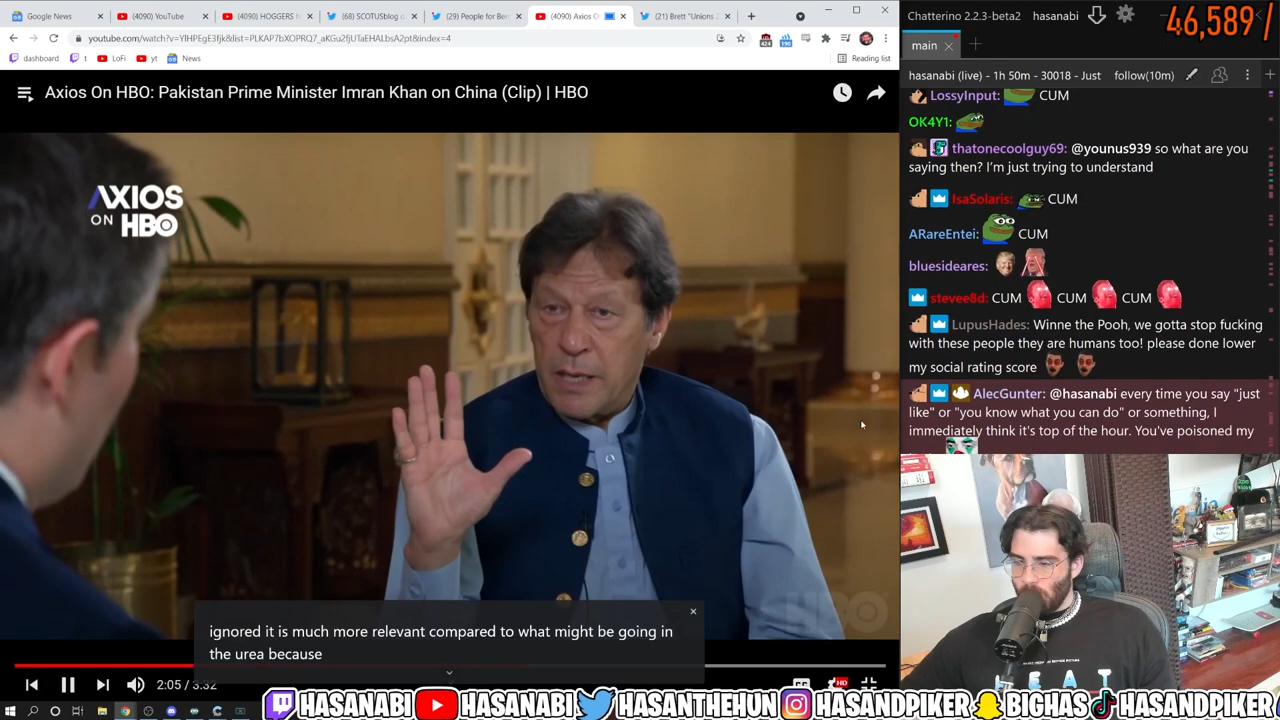 Google News
(4090) YouTube
(4090) HOGGERS t
(68) SCOTUSblog o
(29) People for Ber
(4090) Axios O
(21) Brett "Unions
youtube.com/watch?v=YlHPEgE3fjk&list=PLKAP7bXOPRQ7_aKGu2fjUTaEHALbsA2pt&index=4
424
190
dashboard
t
LoFi
yt
News
Reading list
Axios On HBO: Pakistan Prime Minister Imran Khan on China (Clip) | HBO
AXIOS
ON HBO
HBO
ignored it is much more relevant compared to what might be going in
the urea because
2:05 / 3:32
HD
Chatterino 2.2.3-beta2
hasanabi
46,589 /
main
hasanabi (live) - 1h 50m - 30018 - Just
follow(10m)
LossyInput: CUM
OK4Y1:
thatonecoolguy69: @younus939 so what are you
saying then? I'm just trying to understand
IsaSolaris: CUM
ARareEntei: CUM
bluesideares:
stevee8d: CUM CUM CUM
LupusHades: Winne the Pooh, we gotta stop fucking
with these people they are humans too! please done lower
my social rating score
AlecGunter: @hasanabi every time you say "just
like" or "you know what you can do" or something, I
immediately think it's top of the hour. You've poisoned my
HEAT
HASANABI
HASANABI
HASANTHEHUN
HASANDPIKER
BIGHAS
HASANDPIKER